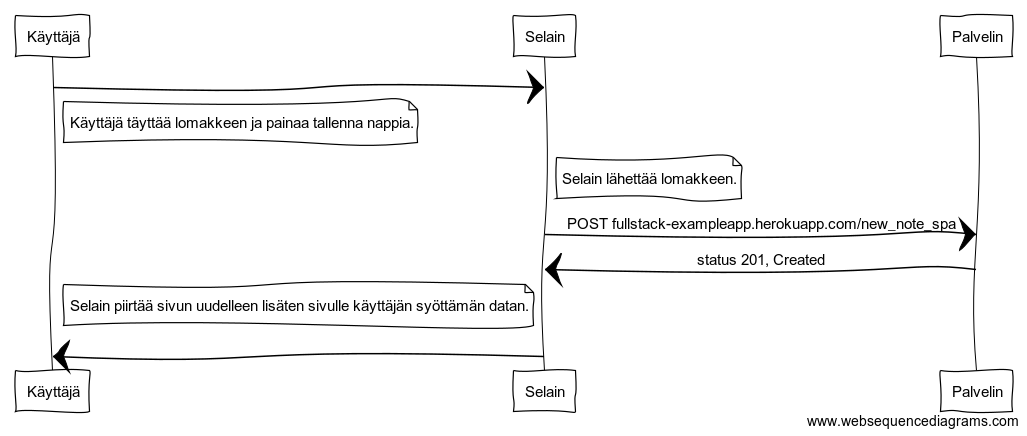 Käyttäjä
Selain
Palvelin
Käyttäjä täyttää lomakkeen ja painaa tallenna nappia.
Selain lähettää lomakkeen.
POST fullstack-exampleapp.herokuapp.com/new_note_spa
status 201, Created
Selain piirtää sivun uudelleen lisäten sivulle käyttäjän syöttämän datan.
Käyttäjä
Selain
Palvelin
www.websequencediagrams.com